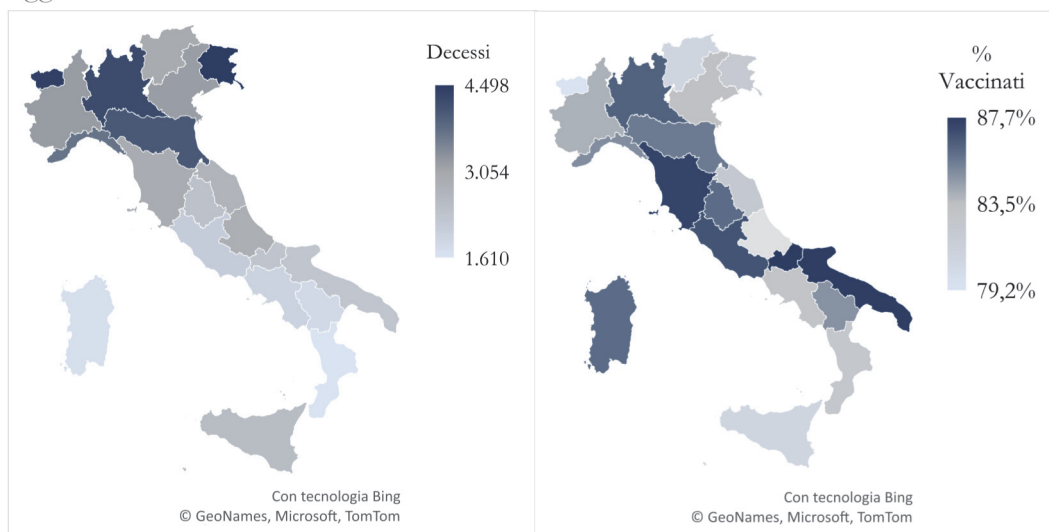 Decessi
4.498
3.054
1.610
Con tecnologia Bing
© GeoNames, Microsoft, TomTom
%
Vaccinati
87,7%
83,5%
79,2%
Con tecnologia Bing
© GeoNames, Microsoft, TomTom